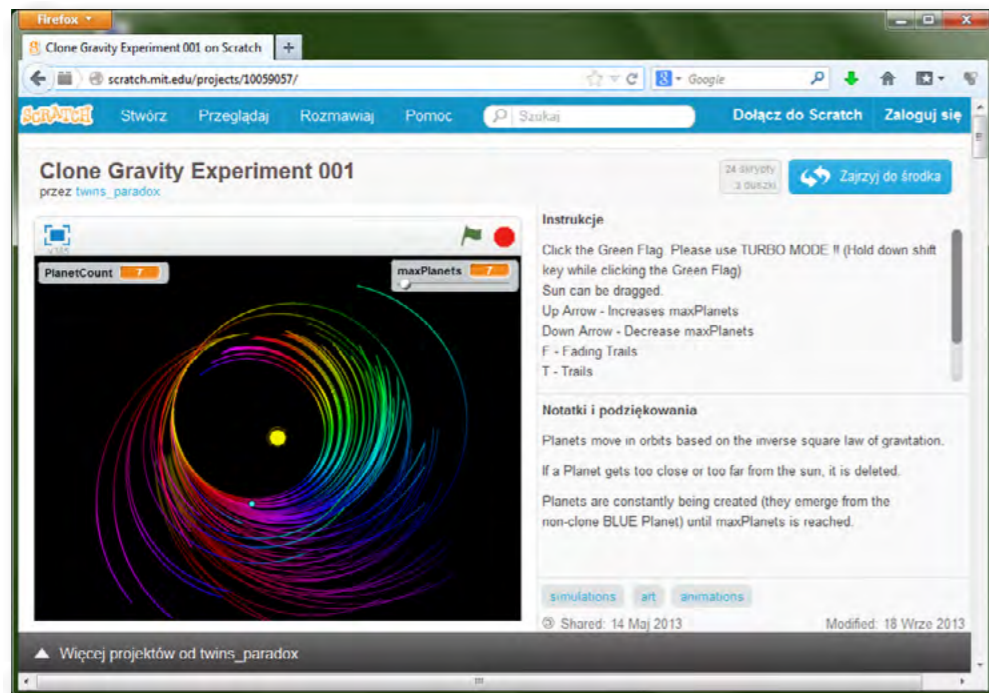 Firefox
Clone Gravity Experiment 001 on Scratch
scratch.mit.edu/projects/10059057/
Google
SCRATCH Stwórz Przeglądaj Rozmawiaj Pomoc Szukaj Dołącz do Scratch Zaloguj się
Clone Gravity Experiment 001
przez twins_paradox
24 skrypty
3 duszki
Zajrzyj do środka
PlanetCount 7
maxPlanets 7
Instrukcje
Click the Green Flag. Please use TURBO MODE !! (Hold down shift
key while clicking the Green Flag)
Sun can be dragged.
Up Arrow - Increases maxPlanets
Down Arrow - Decrease maxPlanets
F - Fading Trails
T - Trails
Notatki i podziękowania
Planets move in orbits based on the inverse square law of gravitation.
If a Planet gets too close or too far from the sun, it is deleted.
Planets are constantly being created (they emerge from the
non-clone BLUE Planet) until maxPlanets is reached.
simulations art animations
Shared: 14 Maj 2013 Modified: 18 Wrze 2013
Więcej projektów od twins_paradox